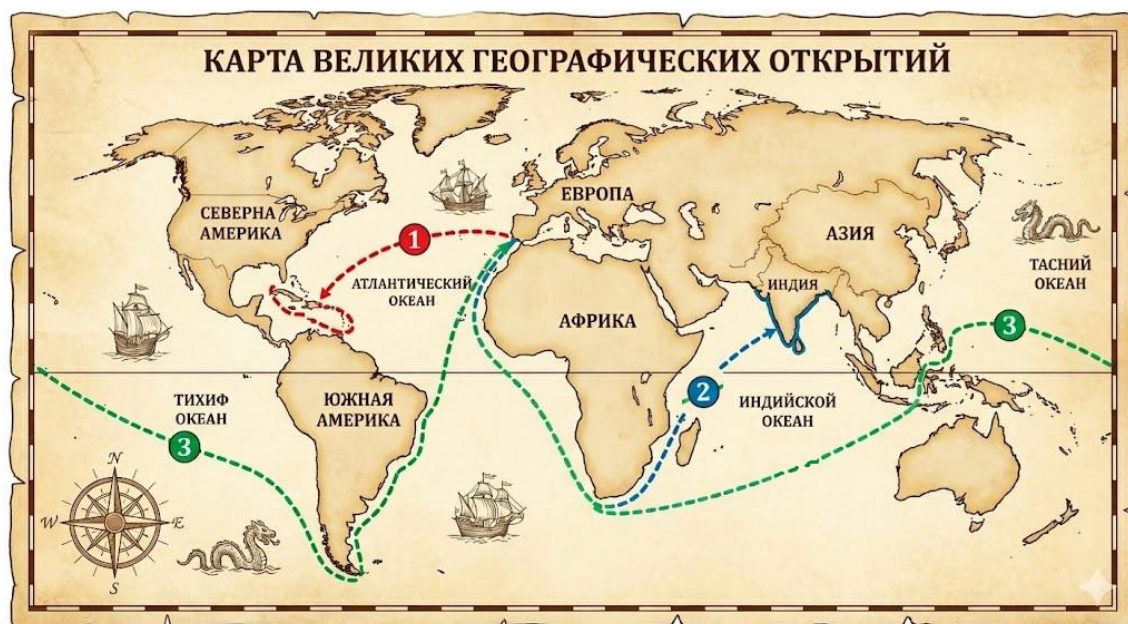 КАРТА ВЕЛИКИХ ГЕОГРАФИЧЕСКИХ ОТКРЫТИЙ
СЕВЕРНА
АМЕРИКА
1
АТЛАНТИЧЕСКИЙ
ОКЕАН
ЕВРОПА
АЗИЯ
ИНДИЯ
ТАСНИЙ
ОКЕАН
АФРИКА
3
2
ИНДИЙСКОЙ
ОКЕАН
ТИХИF
ОКЕАН
ЮЖНАЯ
АМЕРИКА
3
N
W
E
S